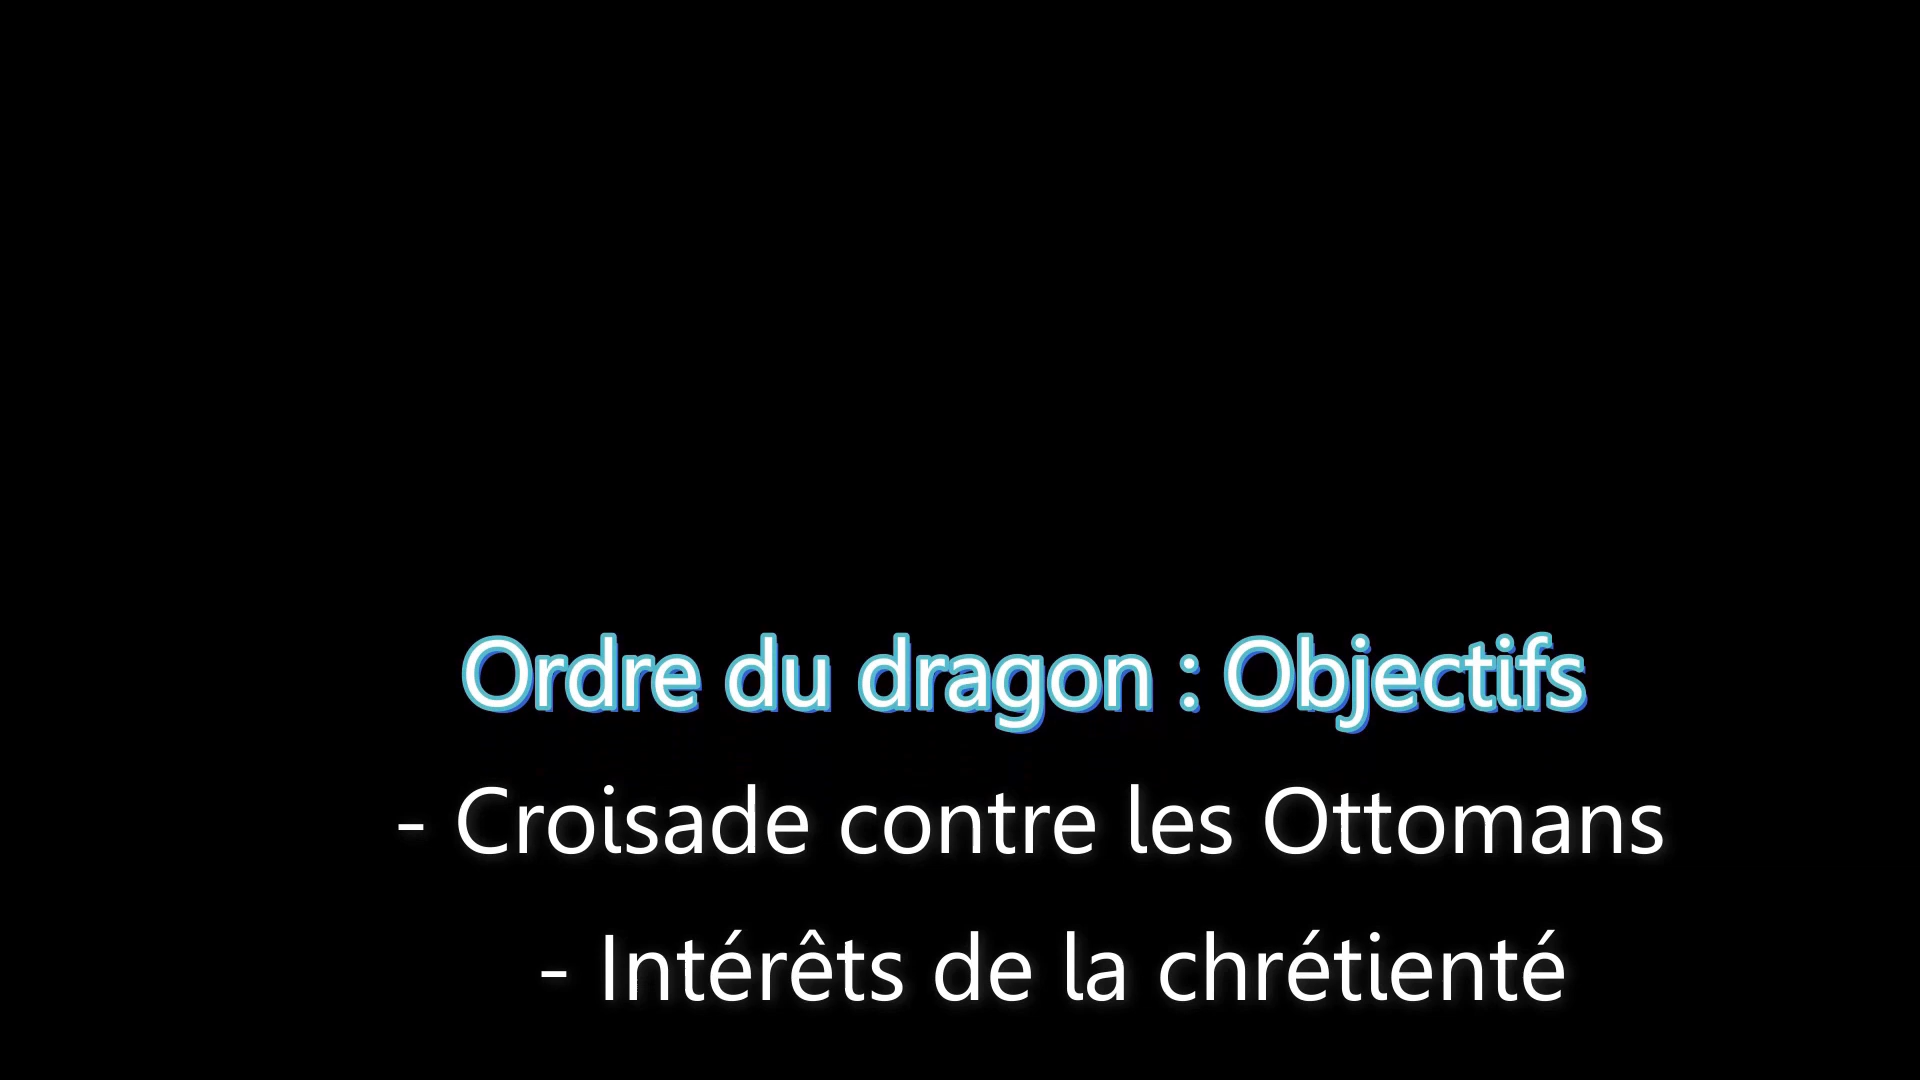 Ordre du dragon : Objectifs
- Croisade contre les Ottomans
- Intérêts de la chrétienté